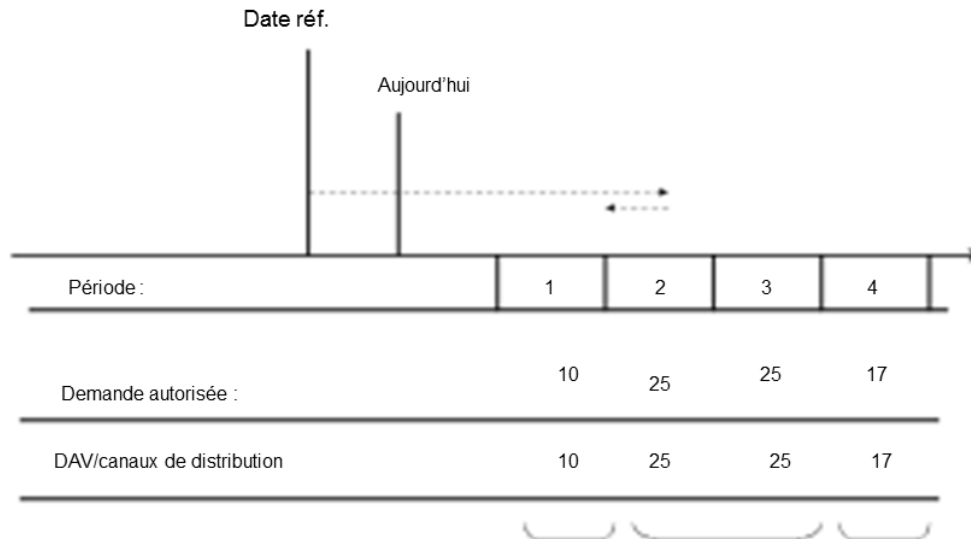 Date réf.
Aujourd’hui
Période : 1 2 3 4
Demande autorisée : 10 25 25 17
DAV/canaux de distribution 10 25 25 17